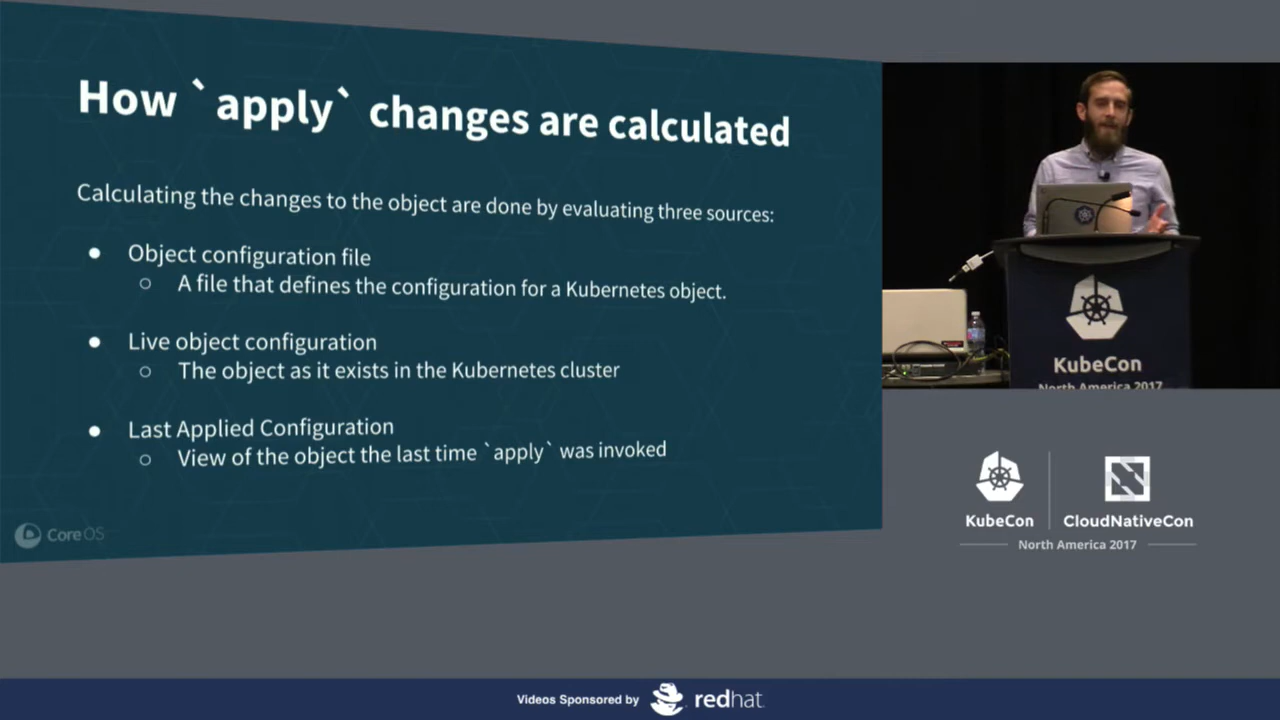 How `apply` changes are calculated
Calculating the changes to the object are done by evaluating three sources:
● Object configuration file
○ A file that defines the configuration for a Kubernetes object.
● Live object configuration
○ The object as it exists in the Kubernetes cluster
● Last Applied Configuration
○ View of the object the last time `apply` was invoked
CoreOS
KubeCon
North America 2017
KubeCon
CloudNativeCon
North America 2017
Videos Sponsored by
redhat